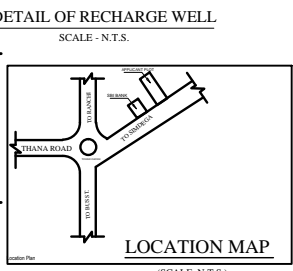 DETAIL OF RECHARGE WELL
SCALE - N.T.S.
APPLICANT PLOT
SBI BANK
TO RANCHI
TO SIMDEGA
THANA ROAD
TO BUS ST.
Location Plan
LOCATION MAP
(SCALE-N.T.S.)